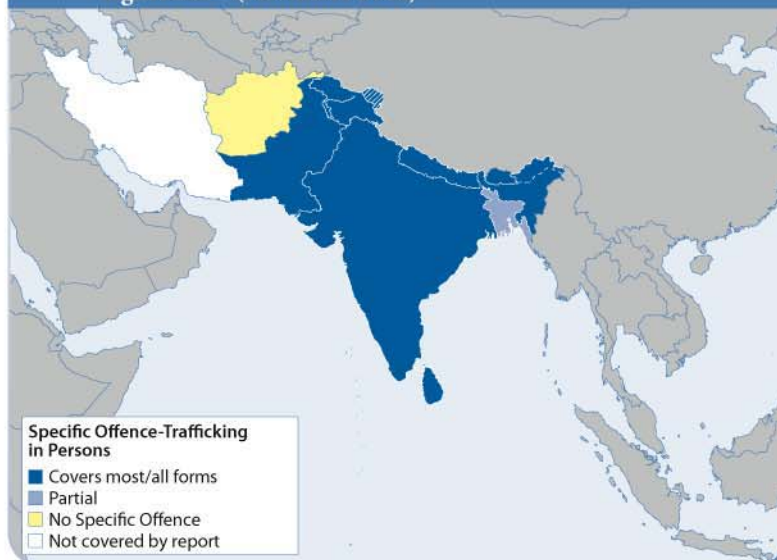 Specific Offence-Trafficking
in Persons
Covers most/all forms
Partial
No Specific Offence
Not covered by report